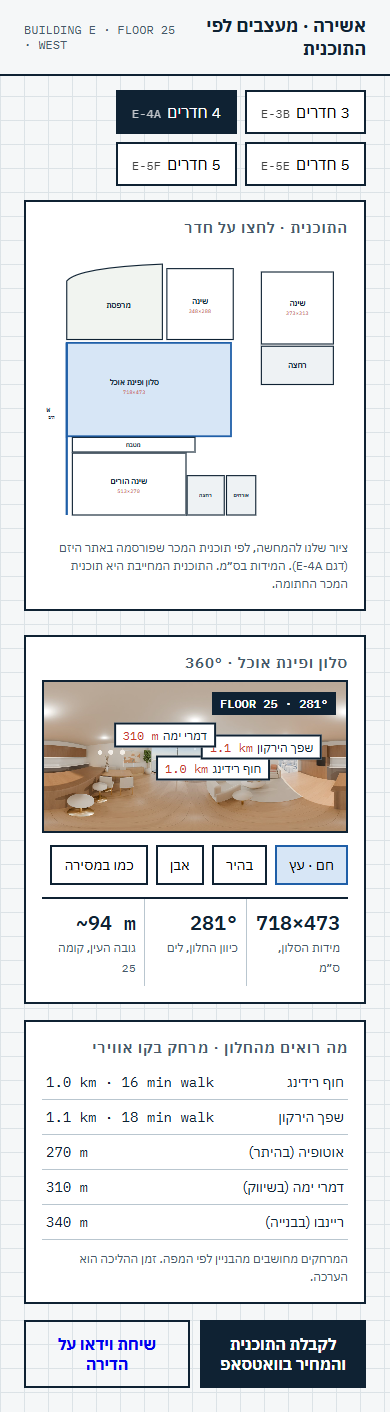 אשירה · מעצבים לפי התוכנית
BUILDING E · FLOOR 25 · WEST
3 חדרים E-3B
4 חדרים E-4A
5 חדרים E-5E
5 חדרים E-5F
התוכנית · לחצו על חדר
מרפסת
שינה
348×288
שינה
373×313
רחצה
סלון ופינת אוכל
718×473
מטבח
שינה הורים
512×278
רחצה
אורחים
ציור שלנו להמחשה, לפי תוכנית המכר שפורסמה באתר היזם
(דגם E-4A). המידות בס״מ. התוכנית המחייבת היא תוכנית
המכר החתומה.
סלון ופינת אוכל · 360°
FLOOR 25 · 281°
דמרי ימה 310 m
שפך הירקון 1.1 km
חוף רידינג 1.0 km
חם · עץ
בהיר
אבן
כמו במסירה
718×473
מידות הסלון, ס״מ
281°
כיוון החלון, לים
~94 m
גובה העין, קומה 25
מה רואים מהחלון · מרחק בקו אווירי
חוף רידינג 1.0 km · 16 min walk
שפך הירקון 1.1 km · 18 min walk
אוטופיה (בהיתר) 270 m
דמרי ימה (בשיווק) 310 m
ריינבו (בבנייה) 340 m
המרחקים מחושבים מהבניין לפי המפה. זמן ההליכה הוא
הערכה.
לקבלת התוכנית
והמחיר בוואטסאפ
שיחת וידאו על
הדירה